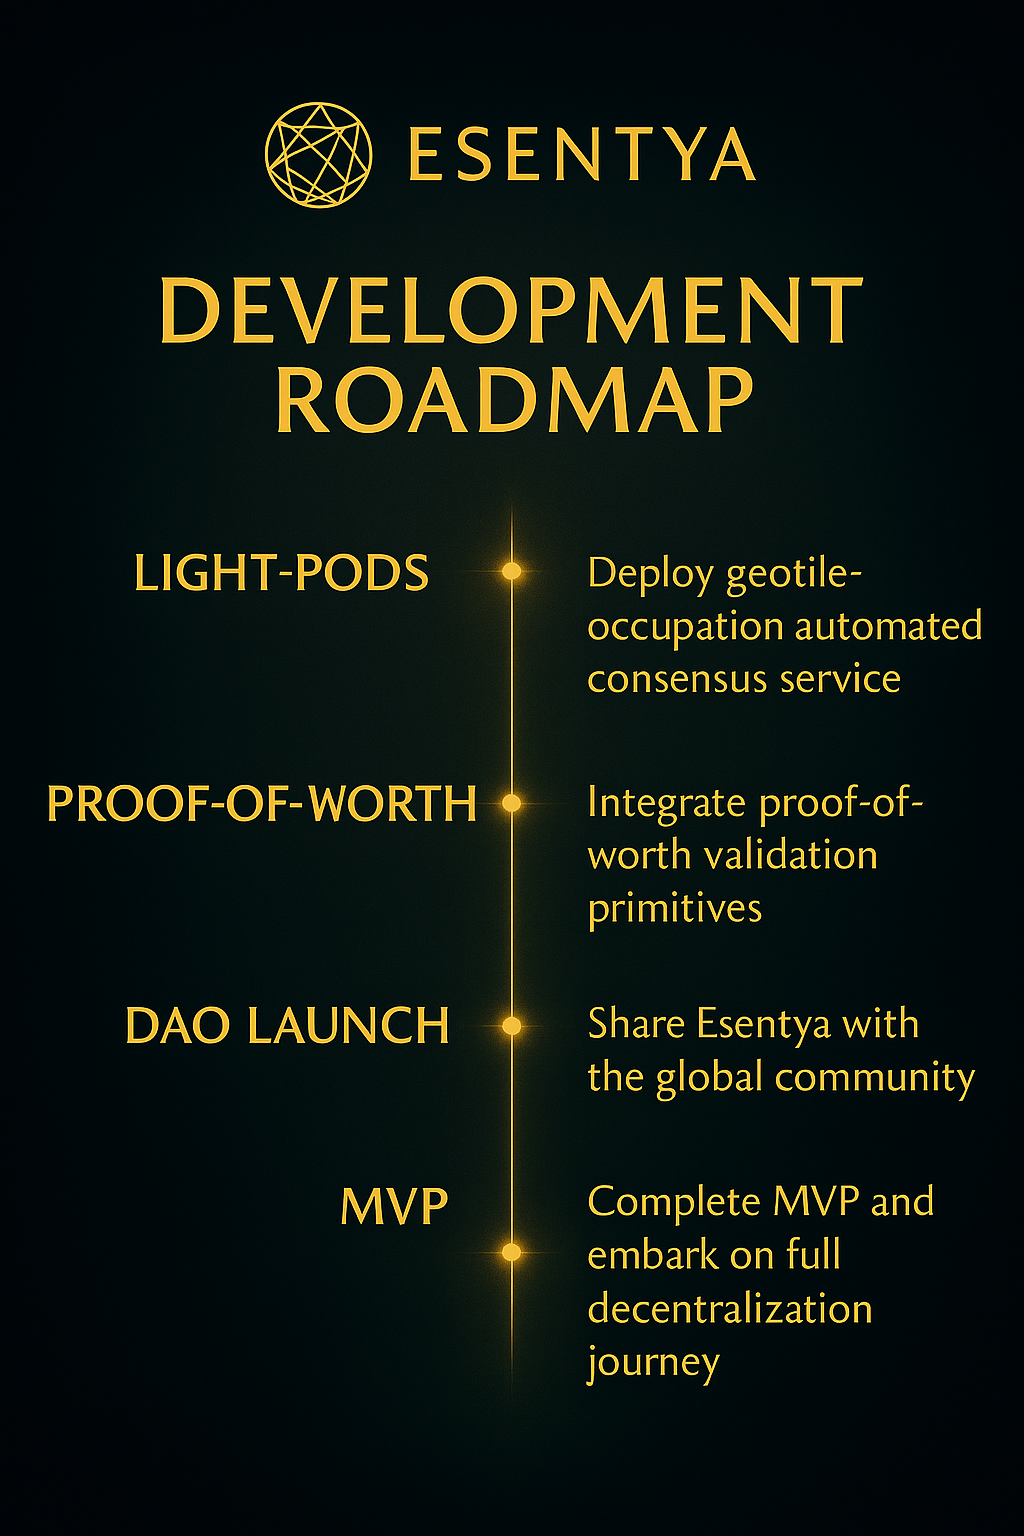 ESENTYA
DEVELOPMENT
ROADMAP
LIGHT-PODS
Deploy geotile-
occupation automated
consensus service
PROOF-OF-WORTH
Integrate proof-of-
worth validation
primitives
DAO LAUNCH
Share Esentya with
the global community
MVP
Complete MVP and
embark on full
decentralization
journey